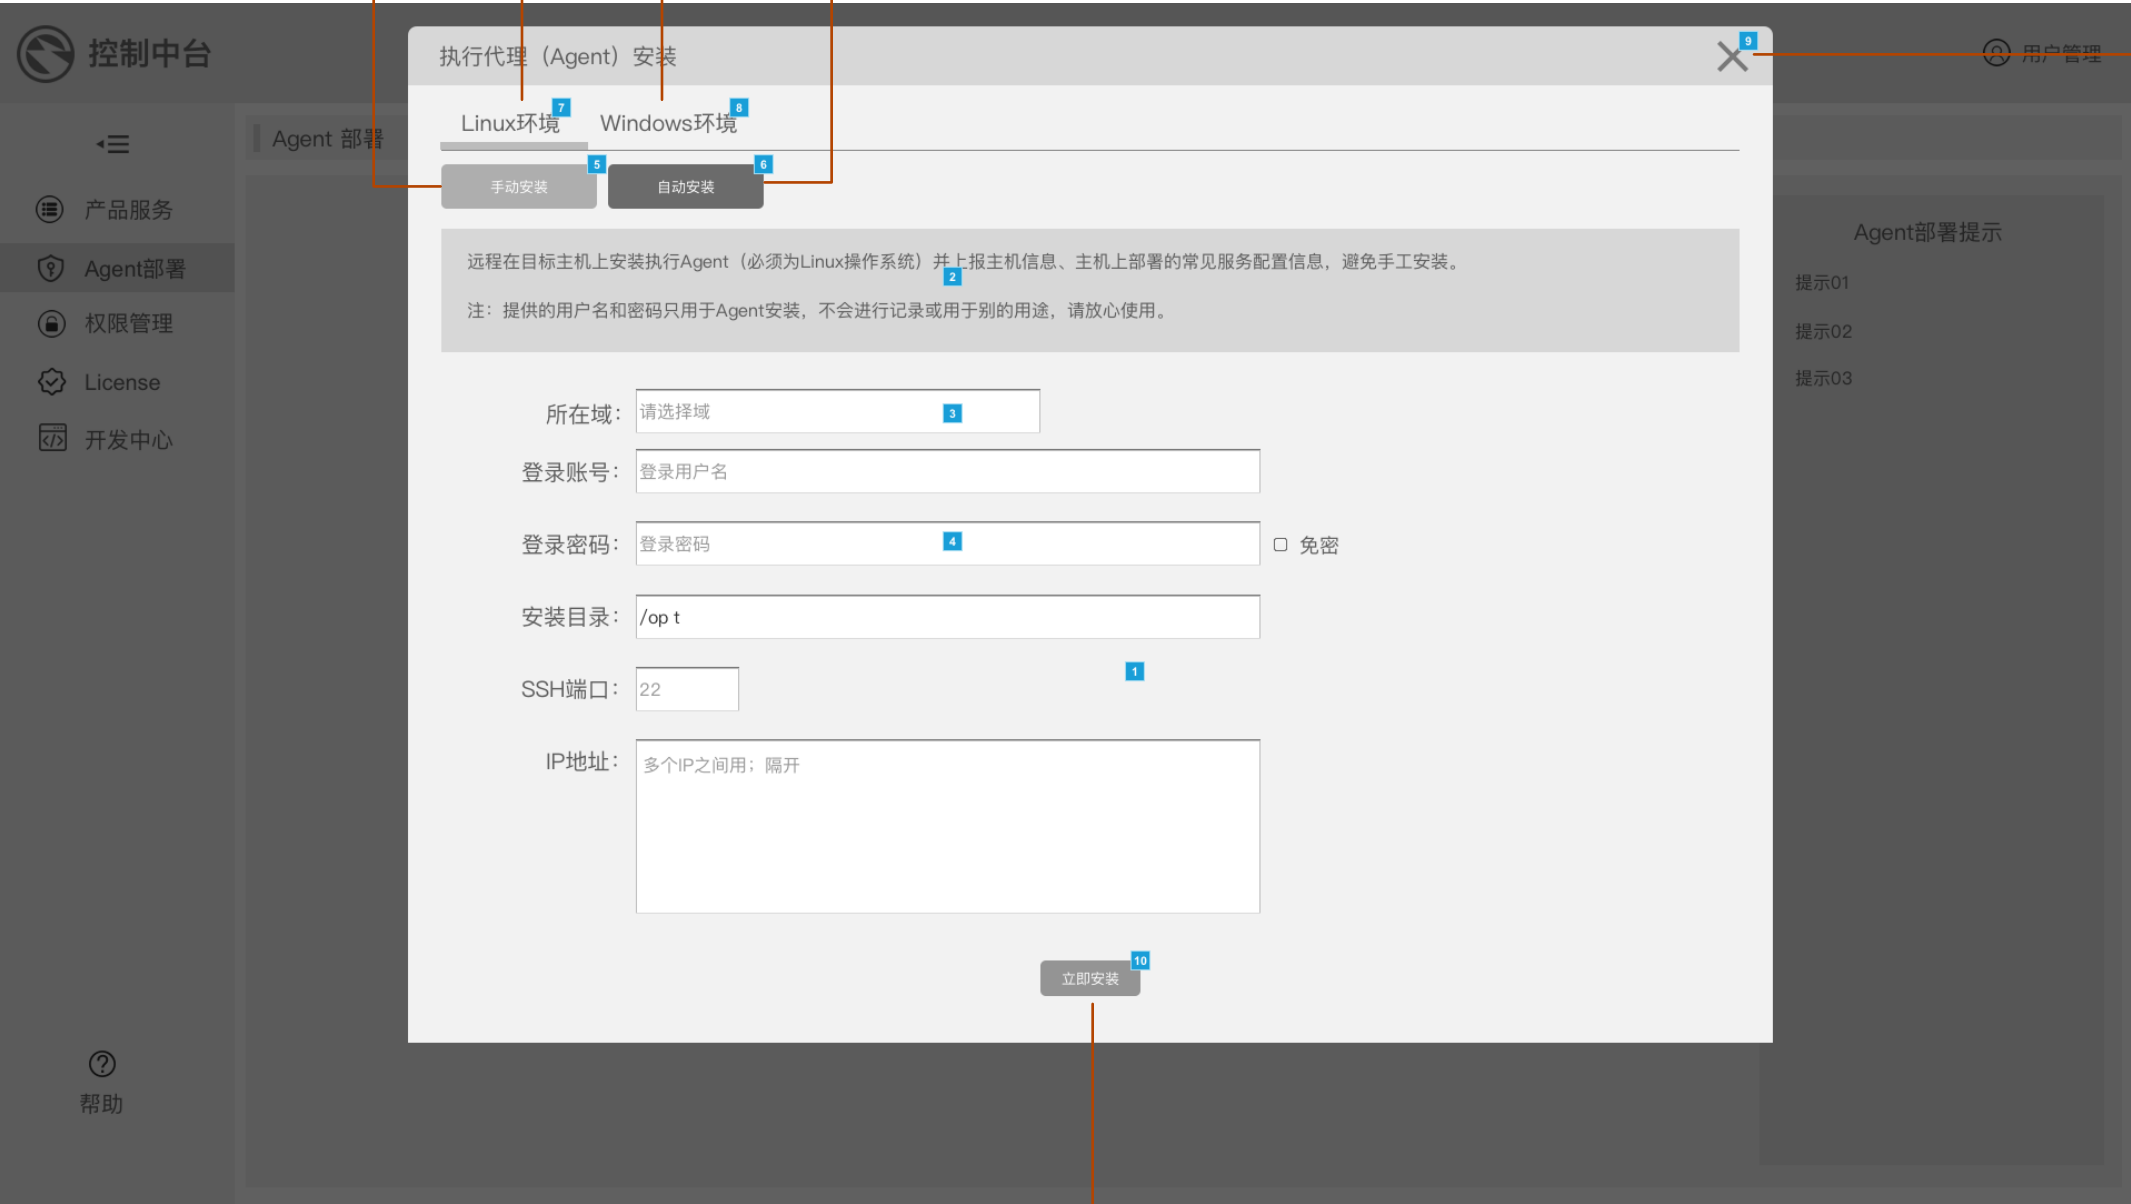 控制中台
用户管理
产品服务
Agent部署
权限管理
License
开发中心
帮助
Agent 部署
执行代理（Agent）安装
9
Linux环境
7
Windows环境
8
手动安装
5
自动安装
6
远程在目标主机上安装执行Agent（必须为Linux操作系统）并上报主机信息、主机上部署的常见服务配置信息，避免手工安装。
2
注：提供的用户名和密码只用于Agent安装，不会进行记录或用于别的用途，请放心使用。
所在域：
请选择域
3
登录账号：
登录用户名
登录密码：
登录密码
4
免密
安装目录：
/op t
1
SSH端口：
22
IP地址：
多个IP之间用；隔开
立即安装
10
Agent部署提示
提示01
提示02
提示03